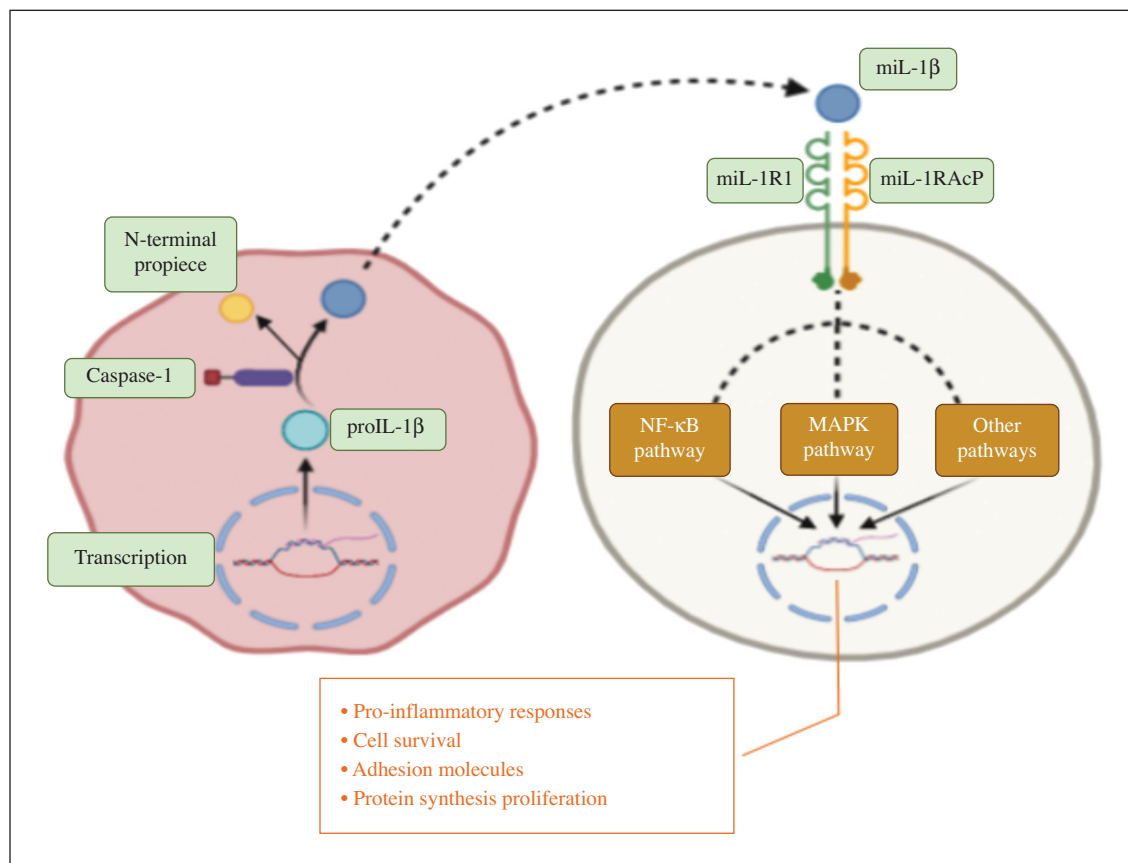 miL-1β
miL-1R1
miL-1RAcP
N-terminal
propiece
Caspase-1
proIL-1β
NF-κB
pathway
MAPK
pathway
Other
pathways
Transcription
• Pro-inflammatory responses
• Cell survival
• Adhesion molecules
• Protein synthesis proliferation